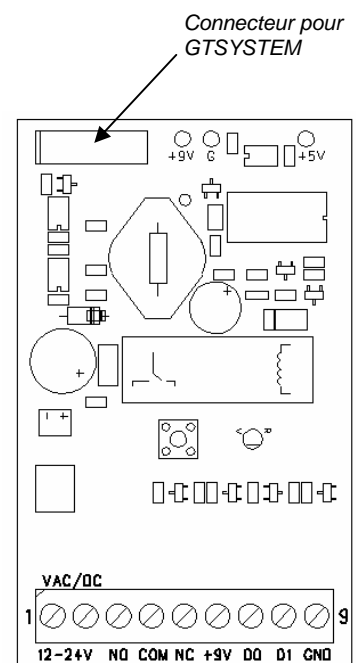 Connecteur pour
GTSYSTEM
+9V G +5V
+
+
- +
V R
VAC/DC
1 9
12-24V NO COM NC +9V D0 D1 GND